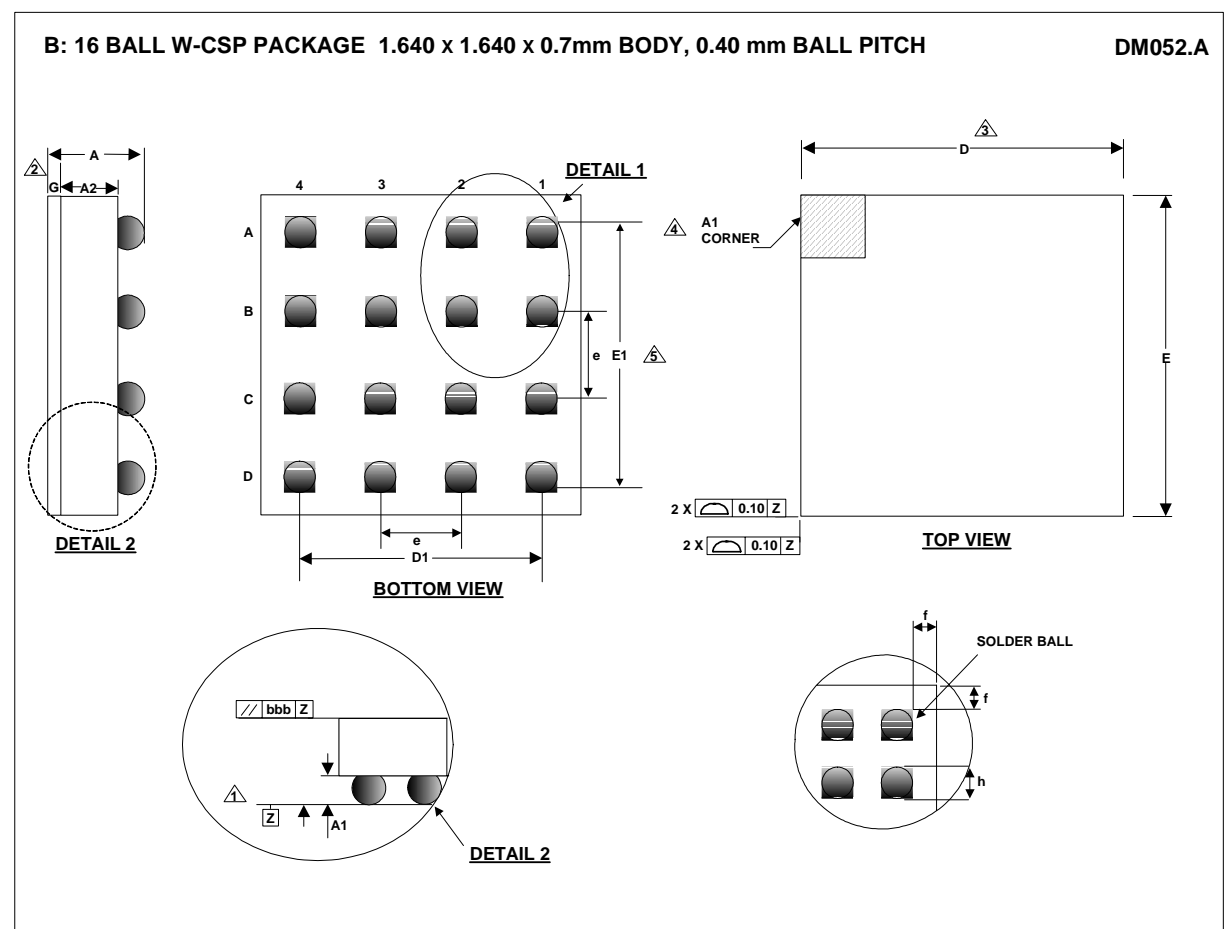 B: 16 BALL W-CSP PACKAGE 1.640 X 1.640 X 0.7mm BODY, 0.40 mm BALL PITCH
DM052.A
2
A
G
A2
DETAIL 2
4 3 2 1
DETAIL 1
A
B
C
D
e
E1
5
e
D1
BOTTOM VIEW
3
D
4
A1
CORNER
E
2 X 0.10 Z
2 X 0.10 Z
TOP VIEW
// bbb Z
1
Z
A1
DETAIL 2
f
SOLDER BALL
f
h